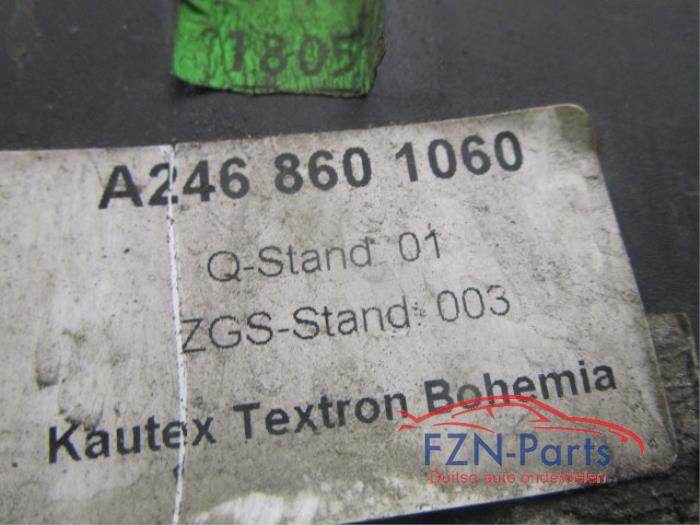 1805
A246 860 1060
Q-Stand: 01
ZGS-Stand: 003
Kautex Textron Bohemia
FZN-Parts
Duitse auto onderdelen